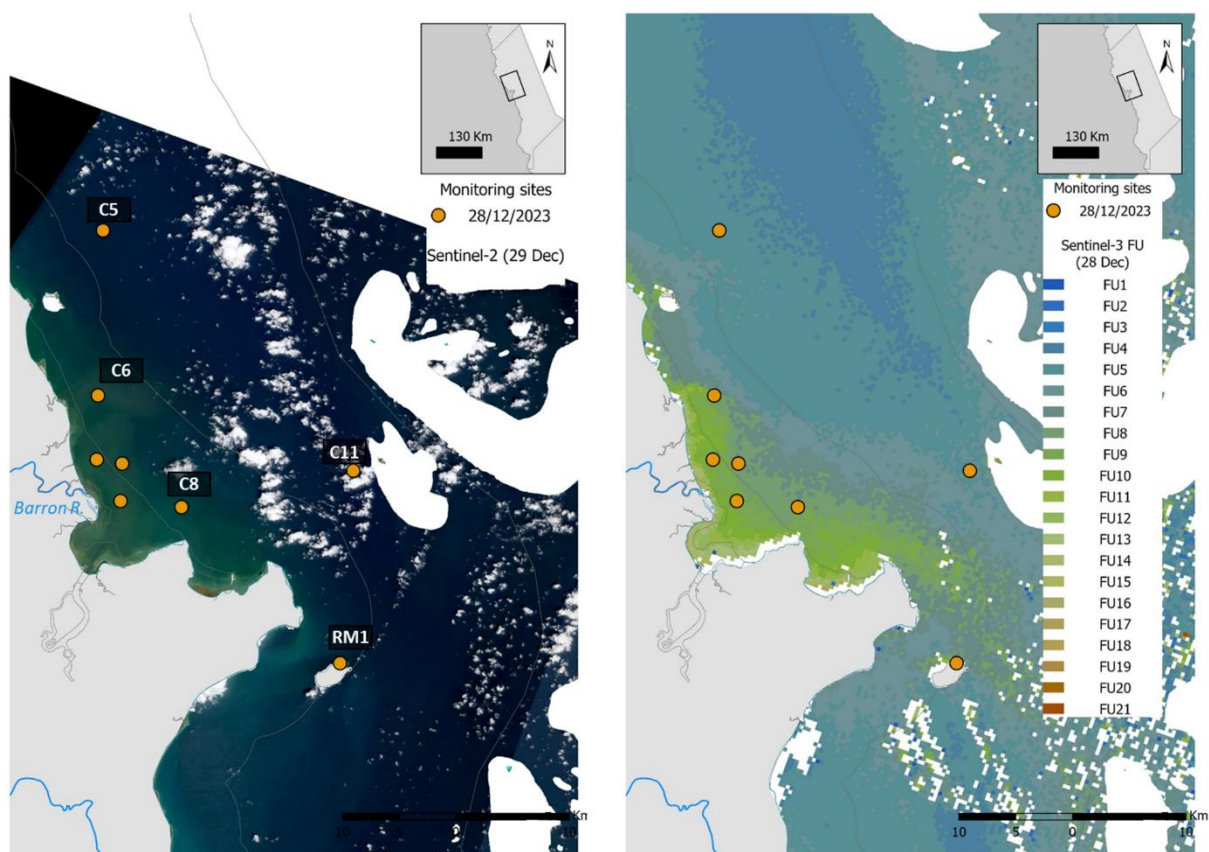 N
130 Km
Monitoring sites
28/12/2023
Sentinel-2 (29 Dec)
C5
C6
C11
C8
Barron R.
RM1
10 5 0 10
Km
N
130 Km
Monitoring sites
28/12/2023
Sentinel-3 FU
(28 Dec)
FU1
FU2
FU3
FU4
FU5
FU6
FU7
FU8
FU9
FU10
FU11
FU12
FU13
FU14
FU15
FU16
FU17
FU18
FU19
FU20
FU21
10 5 0 10
Km